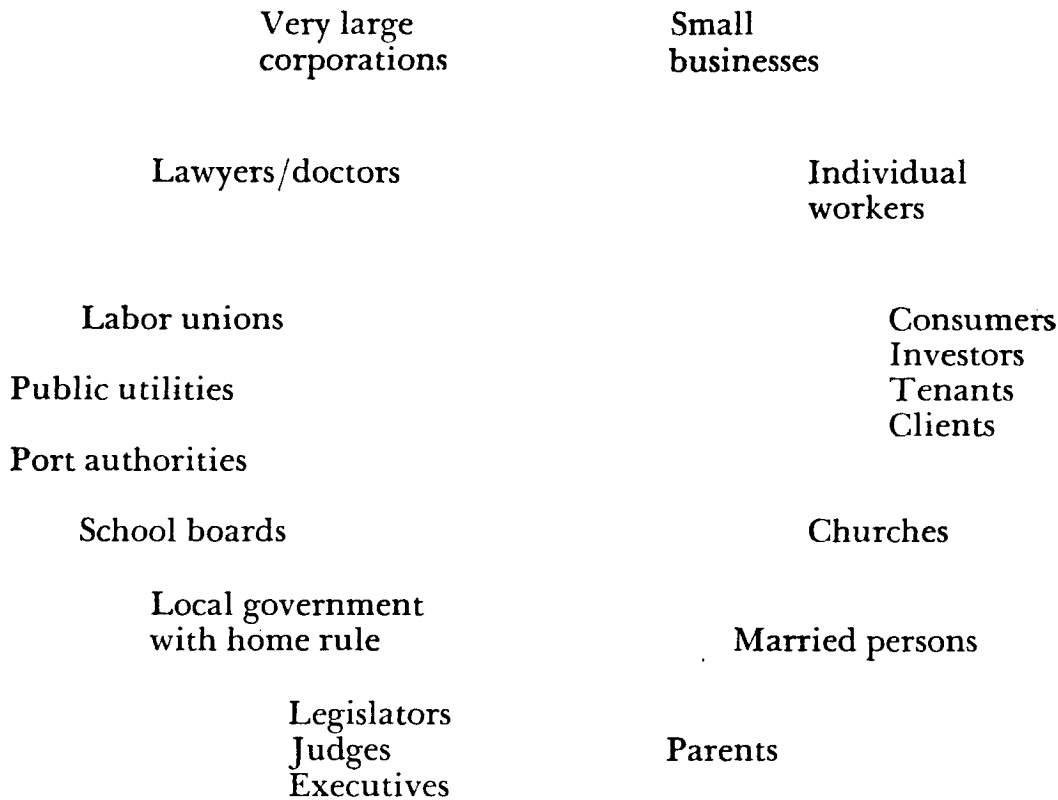 Very large Small
corporations businesses
Lawyers/doctors Individual
workers
Labor unions Consumers
Investors
Public utilities Tenants
Clients
Port authorities
School boards Churches
Local government
with home rule Married persons
Legislators
Judges Parents
Executives